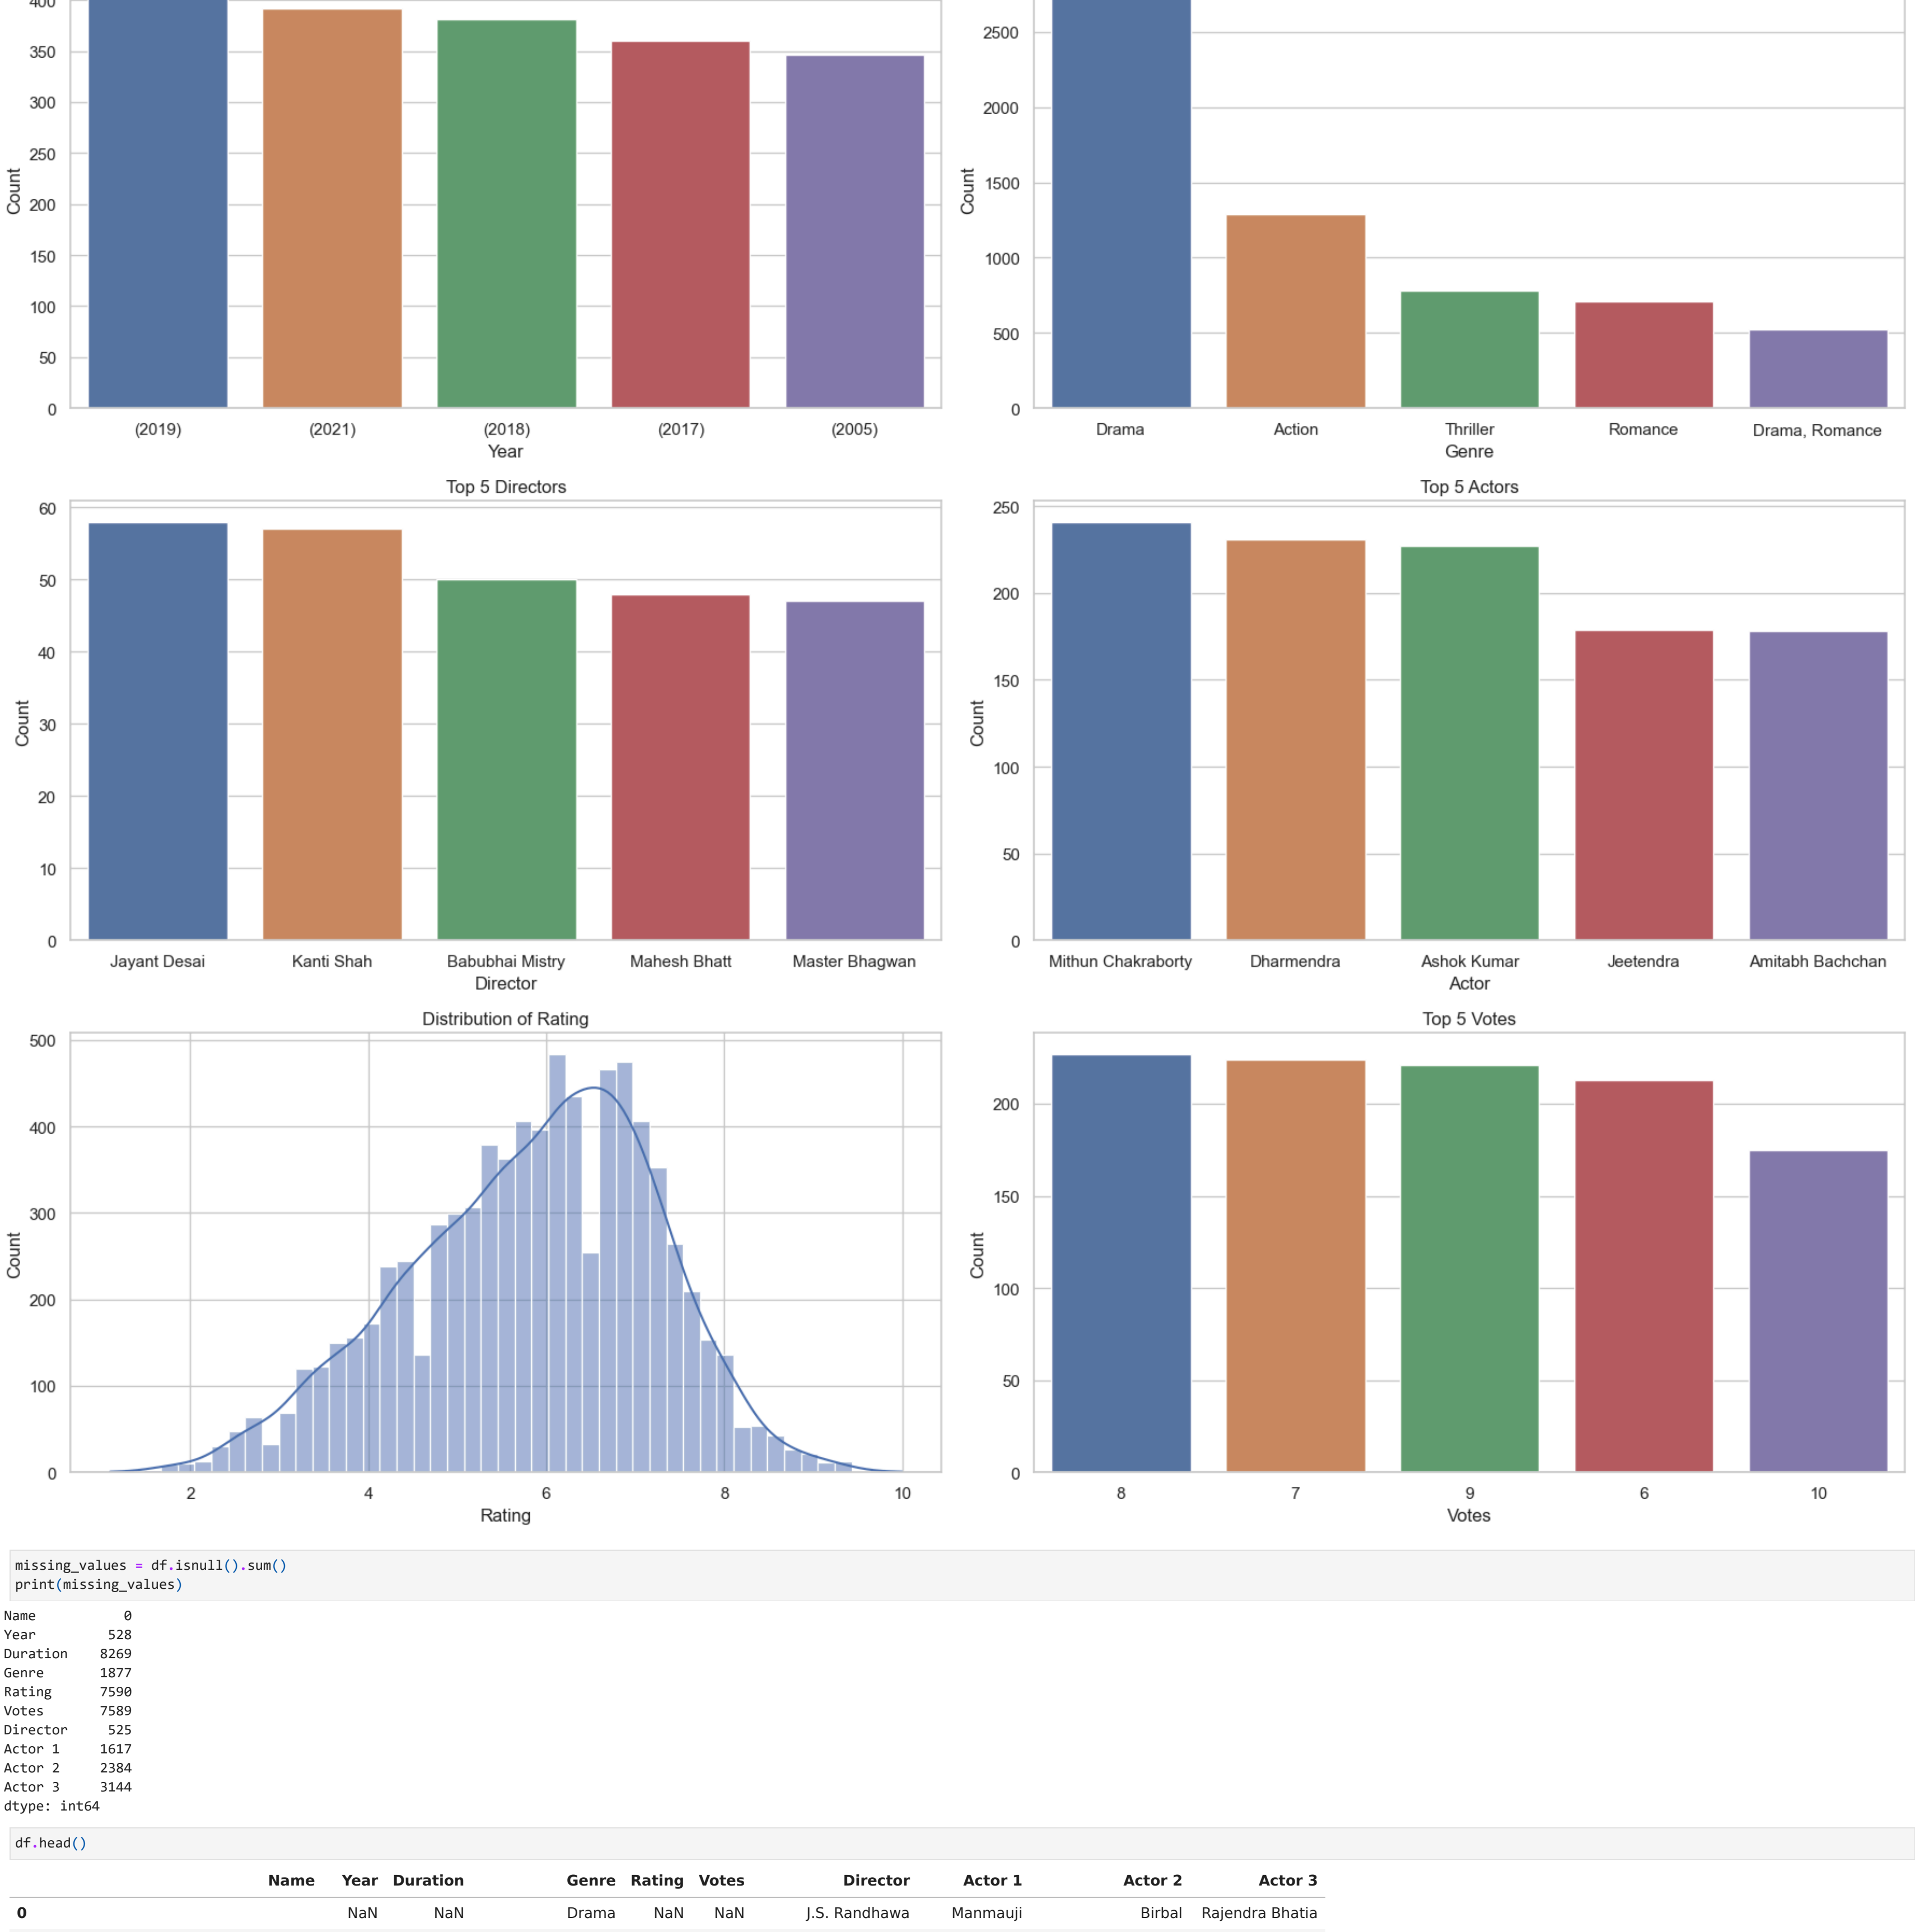 400
350
300
250
200
150
100
50
0
Count
(2019) (2021) (2018) (2017) (2005)
Year
2500
2000
1500
1000
500
0
Count
Drama Action Thriller Romance Drama, Romance
Genre
Top 5 Directors
60
50
40
30
20
10
0
Count
Jayant Desai Kanti Shah Babubhai Mistry Mahesh Bhatt Master Bhagwan
Director
Top 5 Actors
250
200
150
100
50
0
Count
Mithun Chakraborty Dharmendra Ashok Kumar Jeetendra Amitabh Bachchan
Actor
Distribution of Rating
500
400
300
200
100
0
Count
2 4 6 8 10
Rating
Top 5 Votes
200
150
100
50
0
Count
8 7 9 6 10
Votes
missing_values = df.isnull().sum()
print(missing_values)
Name 0
Year 528
Duration 8269
Genre 1877
Rating 7590
Votes 7589
Director 525
Actor 1 1617
Actor 2 2384
Actor 3 3144
dtype: int64
df.head()
Name Year Duration Genre Rating Votes Director Actor 1 Actor 2 Actor 3
0 NaN NaN Drama NaN NaN J.S. Randhawa Manmauji Birbal Rajendra Bhatia